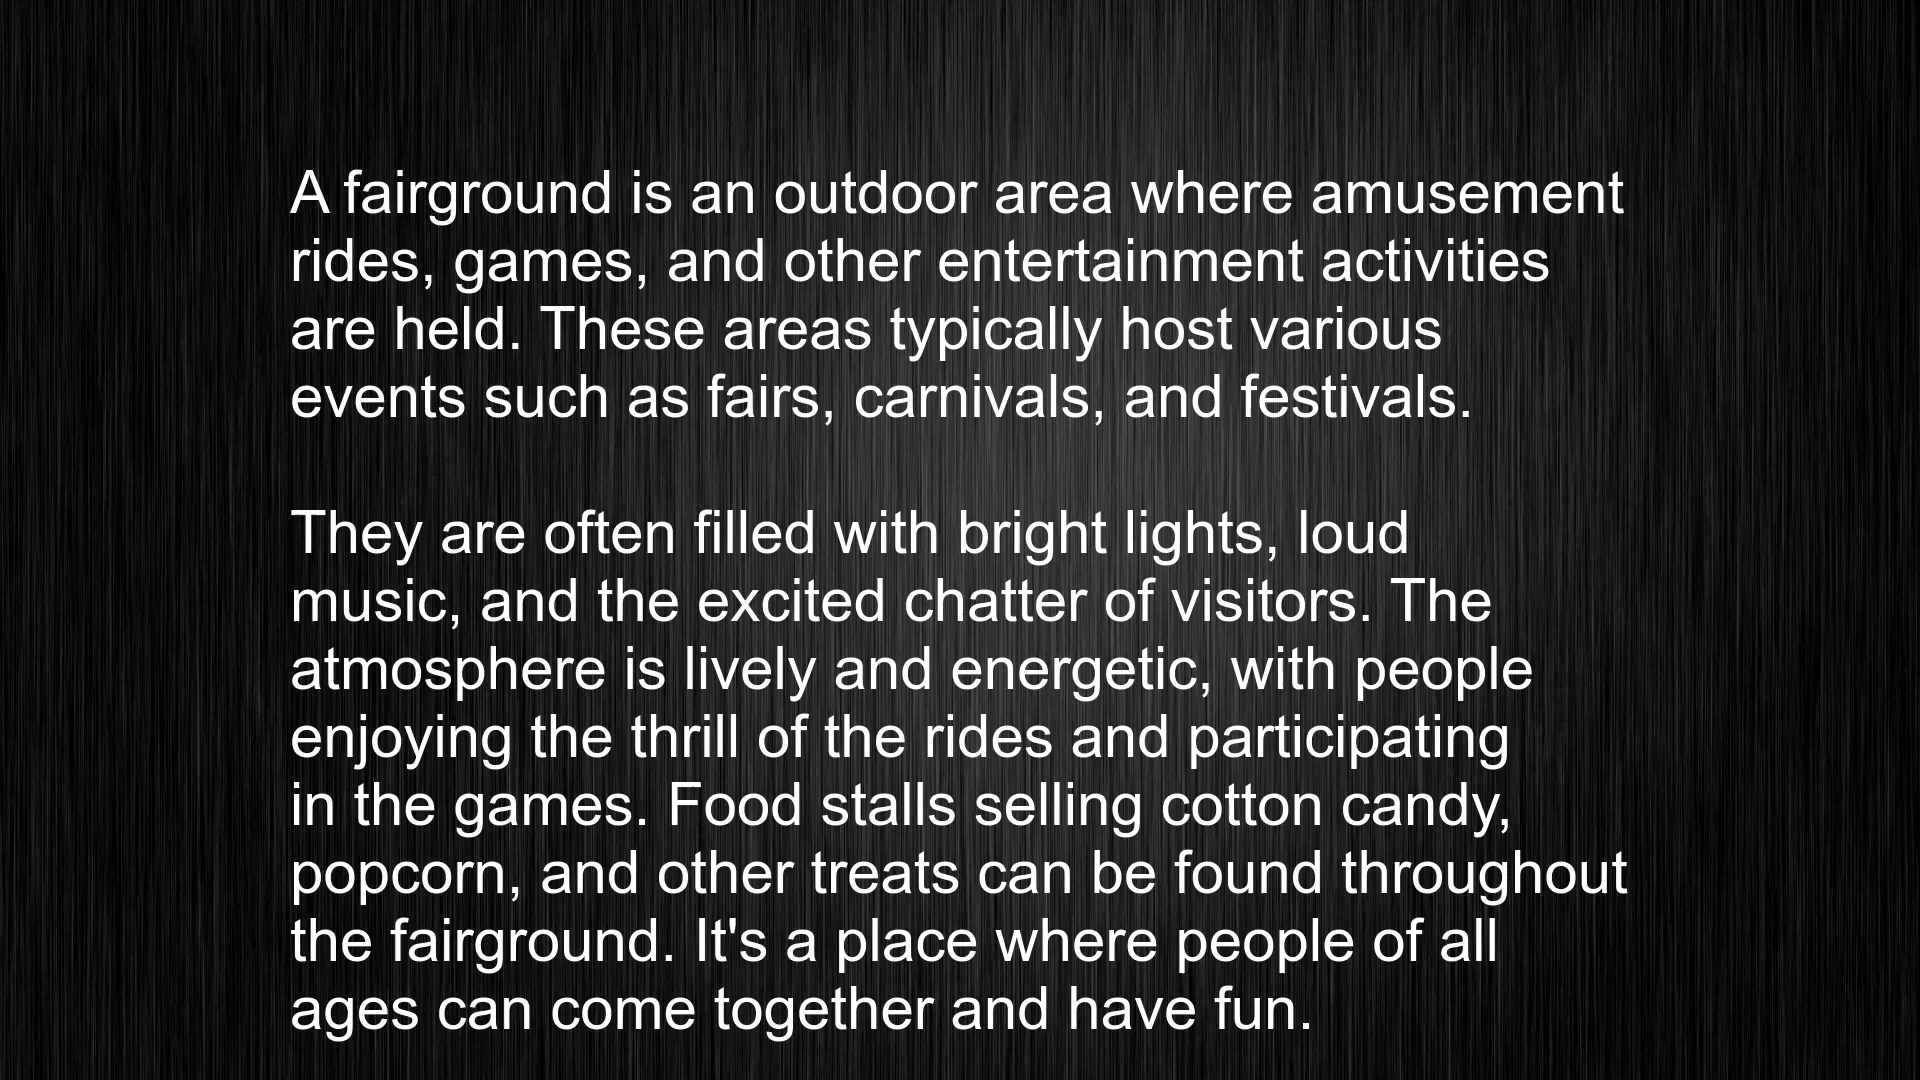 A fairground is an outdoor area where amusement
rides, games, and other entertainment activities
are held. These areas typically host various
events such as fairs, carnivals, and festivals.
They are often filled with bright lights, loud
music, and the excited chatter of visitors. The
atmosphere is lively and energetic, with people
enjoying the thrill of the rides and participating
in the games. Food stalls selling cotton candy,
popcorn, and other treats can be found throughout
the fairground. It's a place where people of all
ages can come together and have fun.